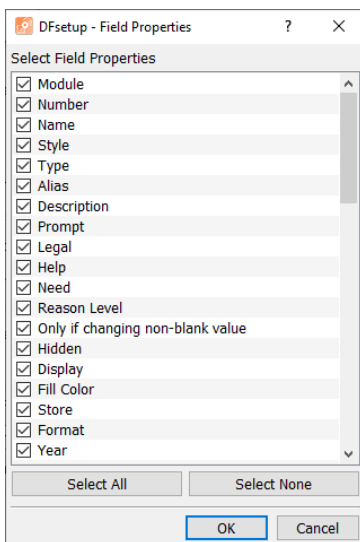 DFsetup - Field Properties ? ×
Select Field Properties
Module
Number
Name
Style
Type
Alias
Description
Prompt
Legal
Help
Need
Reason Level
Only if changing non-blank value
Hidden
Display
Fill Color
Store
Format
Year
Select All Select None
OK Cancel